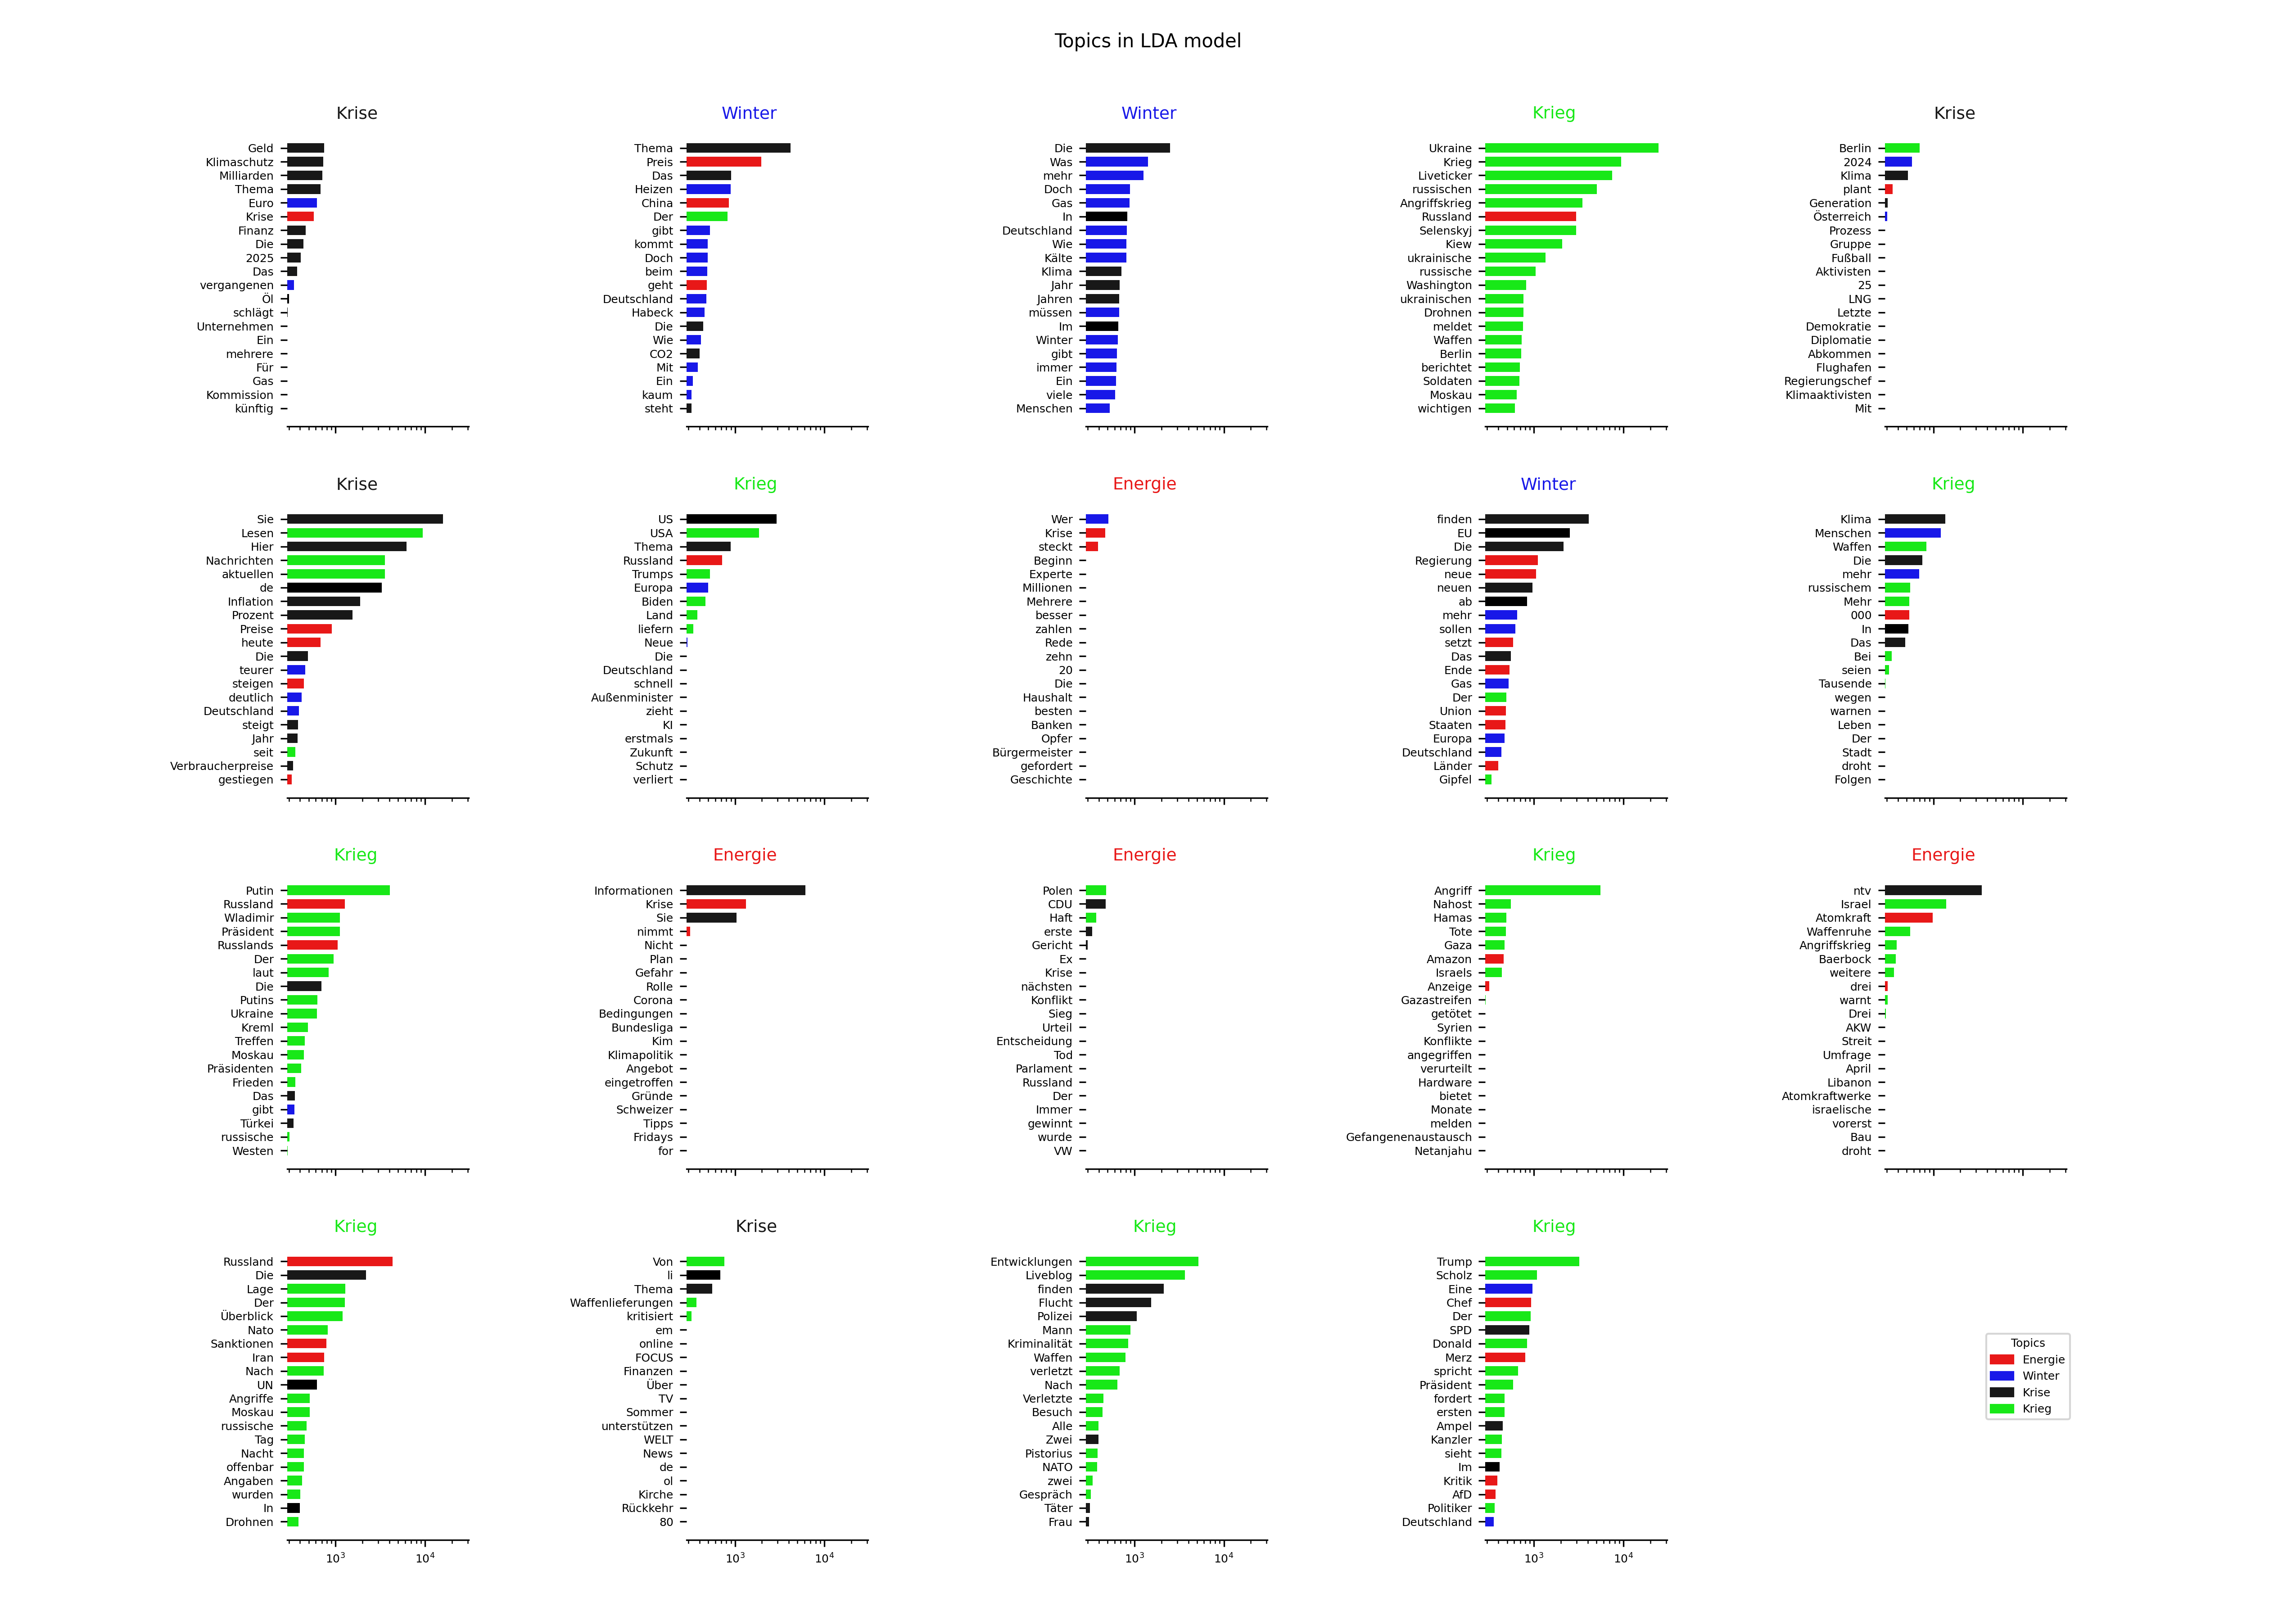 Topics in LDA model
Krise
Geld
Klimaschutz
Milliarden
Thema
Euro
Krise
Finanz
Die
2025
Das
vergangenen
Öl
schlägt
Unternehmen
Ein
mehrere
Für
Gas
Kommission
künftig
Winter
Thema
Preis
Das
Heizen
China
Der
gibt
kommt
Doch
beim
geht
Deutschland
Habeck
Die
Wie
CO2
Mit
Ein
kaum
steht
Winter
Die
Was
mehr
Doch
Gas
In
Deutschland
Wie
Kälte
Klima
Jahr
Jahren
müssen
Im
Winter
gibt
immer
Ein
viele
Menschen
Krieg
Ukraine
Krieg
Liveticker
russischen
Angriffskrieg
Russland
Selenskyj
Kiew
ukrainische
russische
Washington
ukrainischen
Drohnen
meldet
Waffen
Berlin
berichtet
Soldaten
Moskau
wichtigen
Krise
Berlin
2024
Klima
plant
Generation
Österreich
Prozess
Gruppe
Fußball
Aktivisten
25
LNG
Letzte
Demokratie
Diplomatie
Abkommen
Flughafen
Regierungschef
Klimaaktivisten
Mit
Krise
Sie
Lesen
Hier
Nachrichten
aktuellen
de
Inflation
Prozent
Preise
heute
Die
teurer
steigen
deutlich
Deutschland
steigt
Jahr
seit
Verbraucherpreise
gestiegen
Krieg
US
USA
Thema
Russland
Trumps
Europa
Biden
Land
liefern
Neue
Die
Deutschland
schnell
Außenminister
zieht
KI
erstmals
Zukunft
Schutz
verliert
Energie
Wer
Krise
steckt
Beginn
Experte
Millionen
Mehrere
besser
zahlen
Rede
zehn
20
Die
Haushalt
besten
Banken
Opfer
Bürgermeister
gefordert
Geschichte
Winter
finden
EU
Die
Regierung
neue
neuen
ab
mehr
sollen
setzt
Das
Ende
Gas
Der
Union
Staaten
Europa
Deutschland
Länder
Gipfel
Krieg
Klima
Menschen
Waffen
Die
mehr
russischem
Mehr
000
In
Das
Bei
seien
Tausende
wegen
warnen
Leben
Der
Stadt
droht
Folgen
Krieg
Putin
Russland
Wladimir
Präsident
Russlands
Der
laut
Die
Putins
Ukraine
Kreml
Treffen
Moskau
Präsidenten
Frieden
Das
gibt
Türkei
russische
Westen
Energie
Informationen
Krise
Sie
nimmt
Nicht
Plan
Gefahr
Rolle
Corona
Bedingungen
Bundesliga
Kim
Klimapolitik
Angebot
eingetroffen
Gründe
Schweizer
Tipps
Fridays
for
Energie
Polen
CDU
Haft
erste
Gericht
Ex
Krise
nächsten
Konflikt
Sieg
Urteil
Entscheidung
Tod
Parlament
Russland
Der
Immer
gewinnt
wurde
VW
Krieg
Angriff
Nahost
Hamas
Tote
Gaza
Amazon
Israels
Anzeige
Gazastreifen
getötet
Syrien
Konflikte
angegriffen
verurteilt
Hardware
bietet
Monate
melden
Gefangenenaustausch
Netanjahu
Energie
ntv
Israel
Atomkraft
Waffenruhe
Angriffskrieg
Baerbock
weitere
drei
warnt
Drei
AKW
Streit
Umfrage
April
Libanon
Atomkraftwerke
israelische
vorerst
Bau
droht
Krieg
Russland
Die
Lage
Der
Überblick
Nato
Sanktionen
Iran
Nach
UN
Angriffe
Moskau
russische
Tag
Nacht
offenbar
Angaben
wurden
In
Drohnen
10³ 10⁴
Krise
Von
li
Thema
Waffenlieferungen
kritisiert
em
online
FOCUS
Finanzen
Über
TV
Sommer
unterstützen
WELT
News
de
ol
Kirche
Rückkehr
80
10³ 10⁴
Krieg
Entwicklungen
Liveblog
finden
Flucht
Polizei
Mann
Kriminalität
Waffen
verletzt
Nach
Verletzte
Besuch
Alle
Zwei
Pistorius
NATO
zwei
Gespräch
Täter
Frau
10³ 10⁴
Krieg
Trump
Scholz
Eine
Chef
Der
SPD
Donald
Merz
spricht
Präsident
fordert
ersten
Ampel
Kanzler
sieht
Im
Kritik
AfD
Politiker
Deutschland
10³ 10⁴
Topics
Energie
Winter
Krise
Krieg